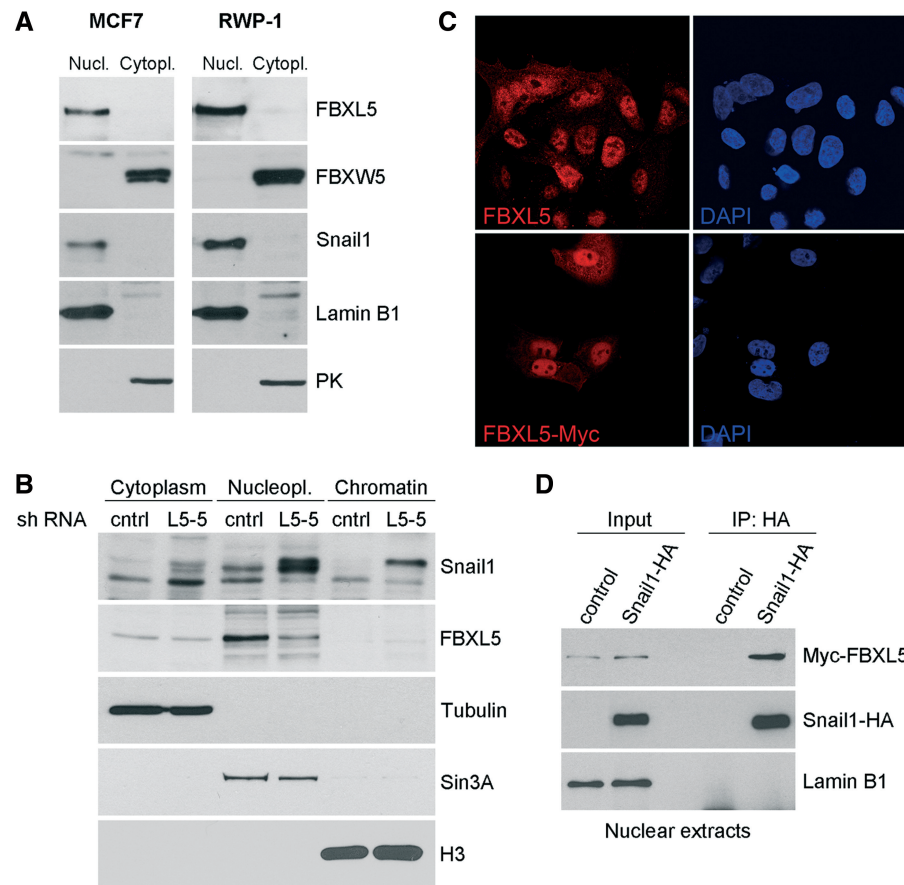 A
MCF7 RWP-1
Nucl. Cytopl. Nucl. Cytopl.
FBXL5
FBXW5
Snail1
Lamin B1
PK
C
FBXL5 DAPI
FBXL5-Myc DAPI
B
Cytoplasm Nucleopl. Chromatin
sh RNA cntrl L5-5 cntrl L5-5 cntrl L5-5
Snail1
FBXL5
Tubulin
Sin3A
H3
D
Input IP: HA
control Snail1-HA control Snail1-HA
Myc-FBXL5
Snail1-HA
Lamin B1
Nuclear extracts